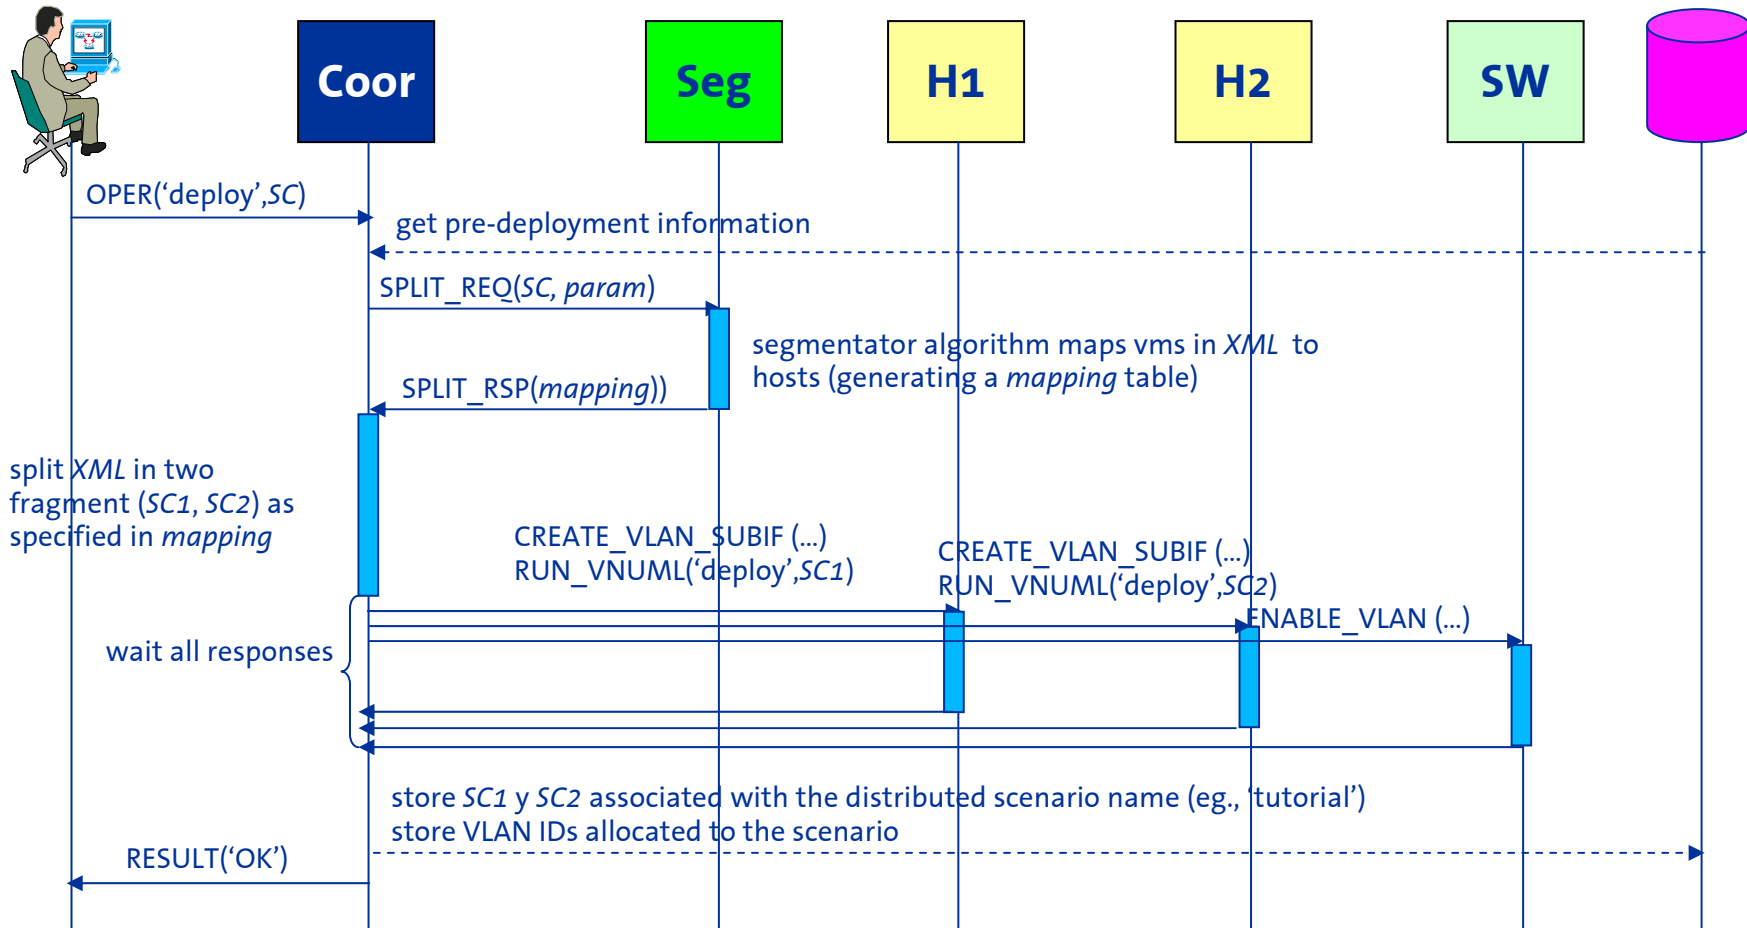 Coor
Seg
H1
H2
SW
OPER(‘deploy’,SC)
get pre-deployment information
SPLIT_REQ(SC, param)
segmentator algorithm maps vms in XML to
hosts (generating a mapping table)
SPLIT_RSP(mapping))
split XML in two
fragment (SC1, SC2) as
specified in mapping
CREATE_VLAN_SUBIF (...)
RUN_VNUML(‘deploy’,SC1)
CREATE_VLAN_SUBIF (...)
RUN_VNUML(‘deploy’,SC2)
ENABLE_VLAN (...)
wait all responses
store SC1 y SC2 associated with the distributed scenario name (eg., ‘tutorial’)
store VLAN IDs allocated to the scenario
RESULT(‘OK’)